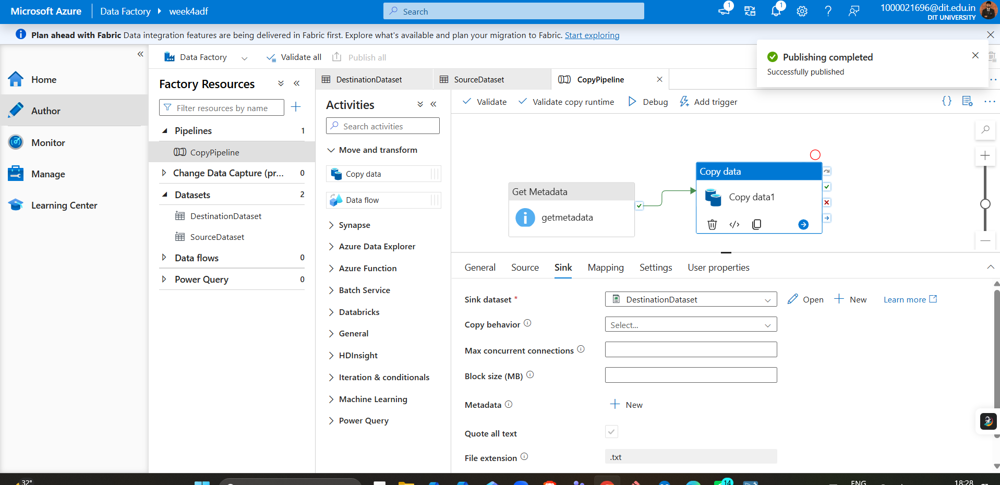 Microsoft Azure
Data Factory
week4adf
Search
1
1
1000021696@dit.edu.in
DIT UNIVERSITY
Plan ahead with Fabric Data integration features are being delivered in Fabric first. Explore what's available and plan your migration to Fabric. Start exploring
Publishing completed
Successfully published
Home
Author
Monitor
Manage
Learning Center
Data Factory
Validate all
Publish all
Factory Resources
Filter resources by name
Pipelines 1
CopyPipeline
Change Data Capture (pr... 0
Datasets 2
DestinationDataset
SourceDataset
Data flows 0
Power Query 0
DestinationDataset
SourceDataset
CopyPipeline
Activities
Search activities
Move and transform
Copy data
Data flow
Synapse
Azure Data Explorer
Azure Function
Batch Service
Databricks
General
HDInsight
Iteration & conditionals
Machine Learning
Power Query
Validate
Validate copy runtime
Debug
Add trigger
Get Metadata
getmetadata
Copy data
Copy data1
General
Source
Sink
Mapping
Settings
User properties
Sink dataset *
DestinationDataset
Open
New
Learn more
Copy behavior
Select...
Max concurrent connections
Block size (MB)
Metadata
New
Quote all text
File extension
.txt
32°
14
ENG
18:28